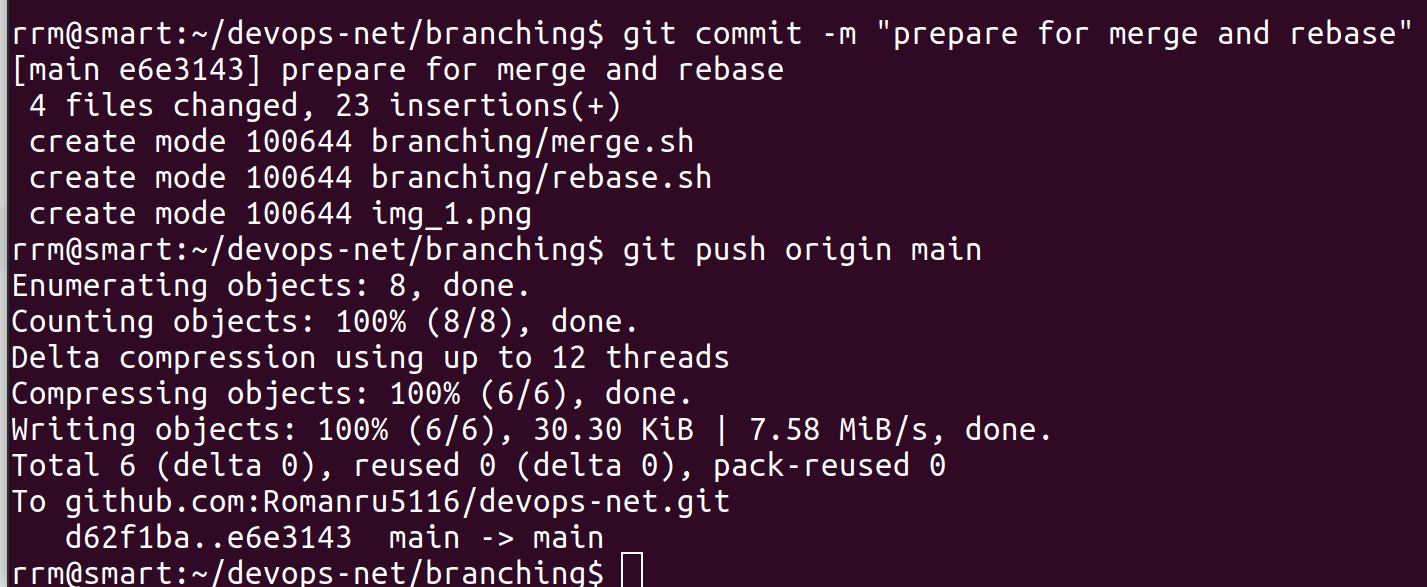 rrm@smart:~/devops-net/branching$ git commit -m "prepare for merge and rebase"
[main e6e3143] prepare for merge and rebase
 4 files changed, 23 insertions(+)
 create mode 100644 branching/merge.sh
 create mode 100644 branching/rebase.sh
 create mode 100644 img_1.png
rrm@smart:~/devops-net/branching$ git push origin main
Enumerating objects: 8, done.
Counting objects: 100% (8/8), done.
Delta compression using up to 12 threads
Compressing objects: 100% (6/6), done.
Writing objects: 100% (6/6), 30.30 KiB | 7.58 MiB/s, done.
Total 6 (delta 0), reused 0 (delta 0), pack-reused 0
To github.com:Romanru5116/devops-net.git
   d62f1ba..e6e3143  main -> main
rrm@smart:~/devops-net/branching$